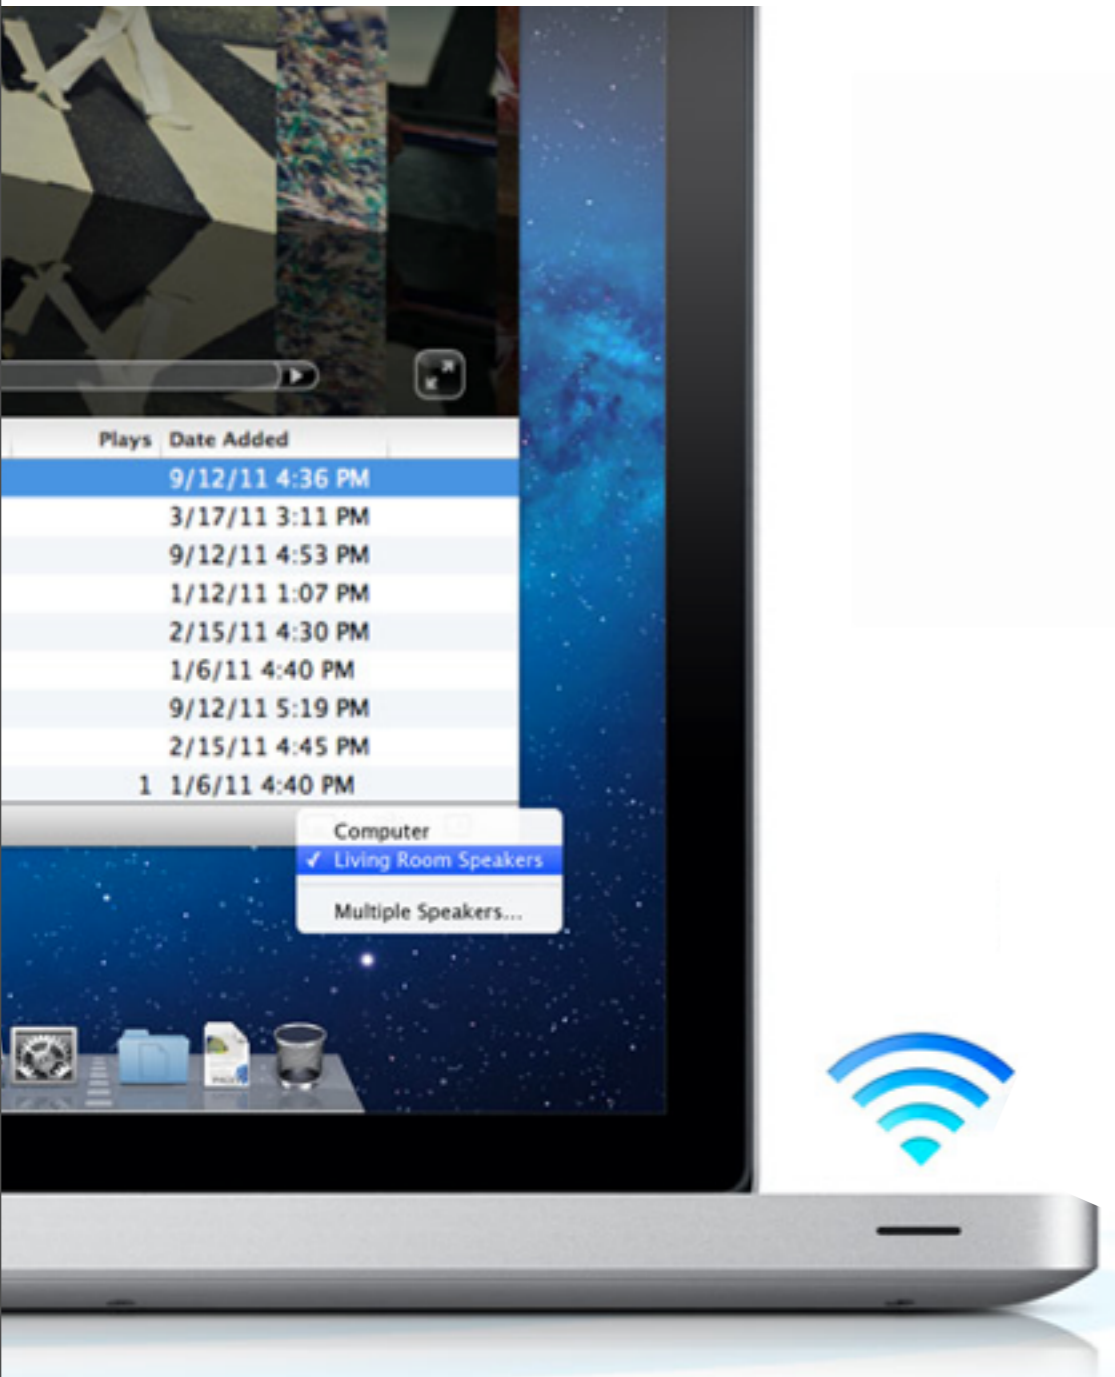 Plays Date Added
9/12/11 4:36 PM
3/17/11 3:11 PM
9/12/11 4:53 PM
1/12/11 1:07 PM
2/15/11 4:30 PM
1/6/11 4:40 PM
9/12/11 5:19 PM
2/15/11 4:45 PM
1 1/6/11 4:40 PM
Computer
✓ Living Room Speakers
Multiple Speakers...